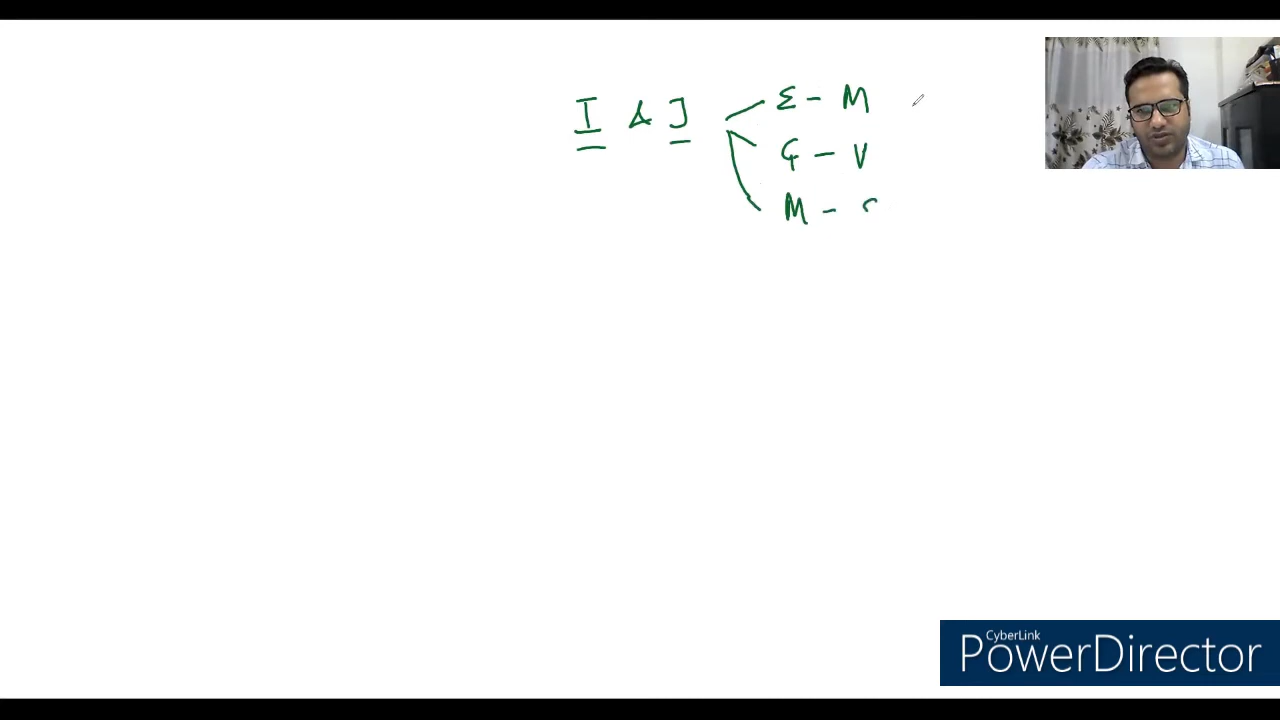 I & J
E - M
G - V
M -
CyberLink
PowerDirector